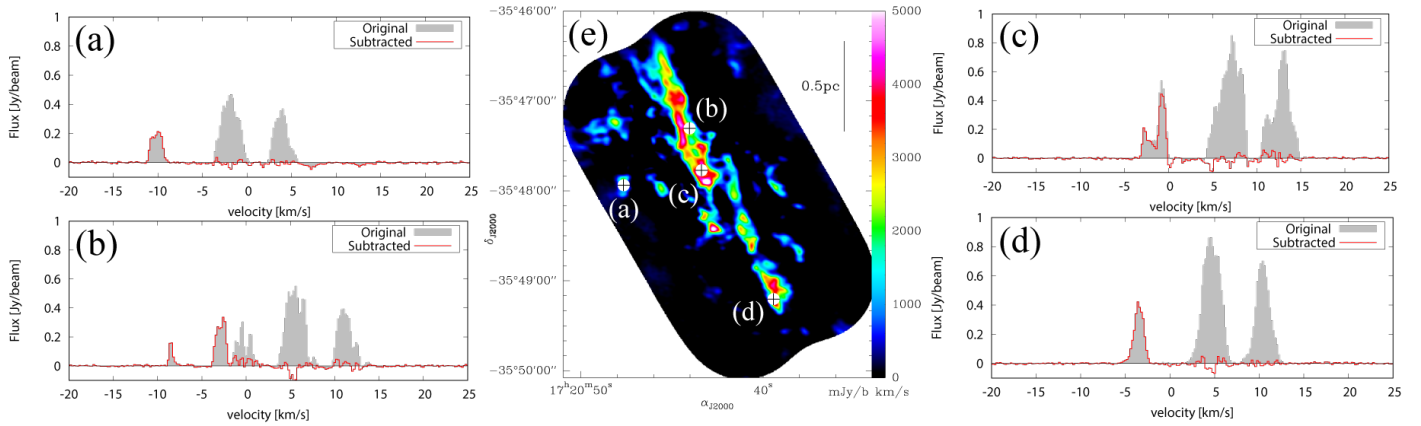 (a)
Original
Subtracted
Flux [Jy/beam]
1
0.8
0.6
0.4
0.2
0
-20 -15 -10 -5 0 5 10 15 20 25
velocity [km/s]
(b)
Original
Subtracted
Flux [Jy/beam]
1
0.8
0.6
0.4
0.2
0
-20 -15 -10 -5 0 5 10 15 20 25
velocity [km/s]
(e)
−35°46′00″
−35°47′00″
−35°48′00″
−35°49′00″
−35°50′00″
δJ2000
17h20m50s
40s
αJ2000
0.5pc
(b)
(c)
(a)
(d)
5000
4000
3000
2000
1000
0
mJy/b km/s
(c)
Original
Subtracted
Flux [Jy/beam]
1
0.8
0.6
0.4
0.2
0
-20 -15 -10 -5 0 5 10 15 20 25
velocity [km/s]
(d)
Original
Subtracted
Flux [Jy/beam]
1
0.8
0.6
0.4
0.2
0
-20 -15 -10 -5 0 5 10 15 20 25
velocity [km/s]